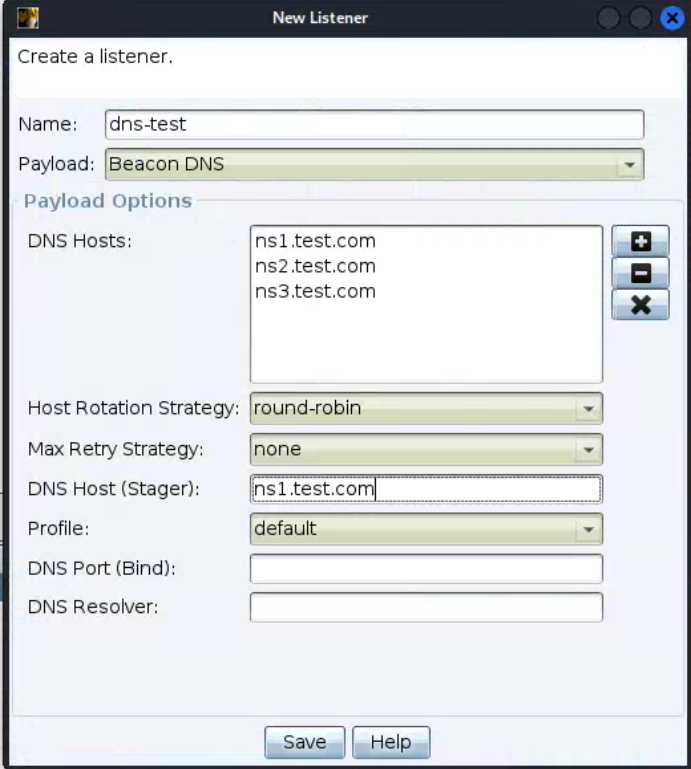 New Listener
Create a listener.
Name: dns-test
Payload: Beacon DNS
Payload Options
DNS Hosts: ns1.test.com
ns2.test.com
ns3.test.com
Host Rotation Strategy: round-robin
Max Retry Strategy: none
DNS Host (Stager): ns1.test.com
Profile: default
DNS Port (Bind):
DNS Resolver:
Save Help